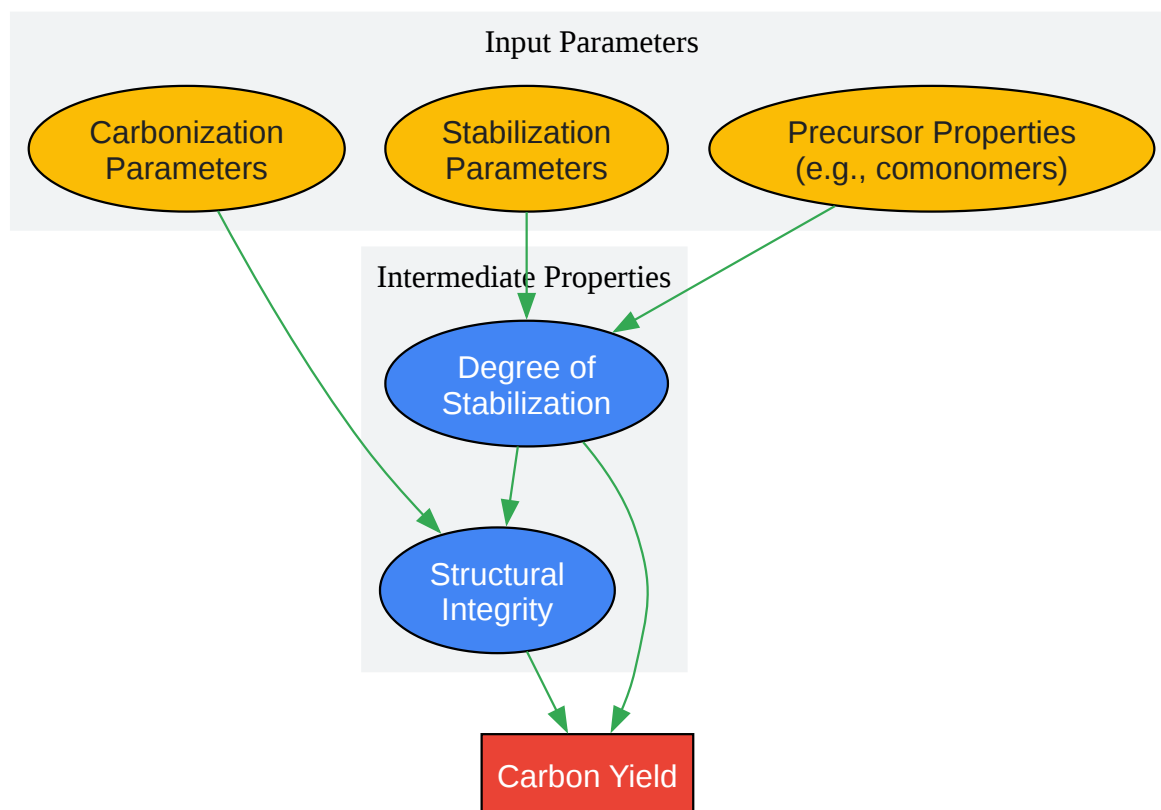 Input Parameters
Carbonization
Parameters
Stabilization
Parameters
Precursor Properties
(e.g., comonomers)
Intermediate Properties
Degree of
Stabilization
Structural
Integrity
Carbon Yield